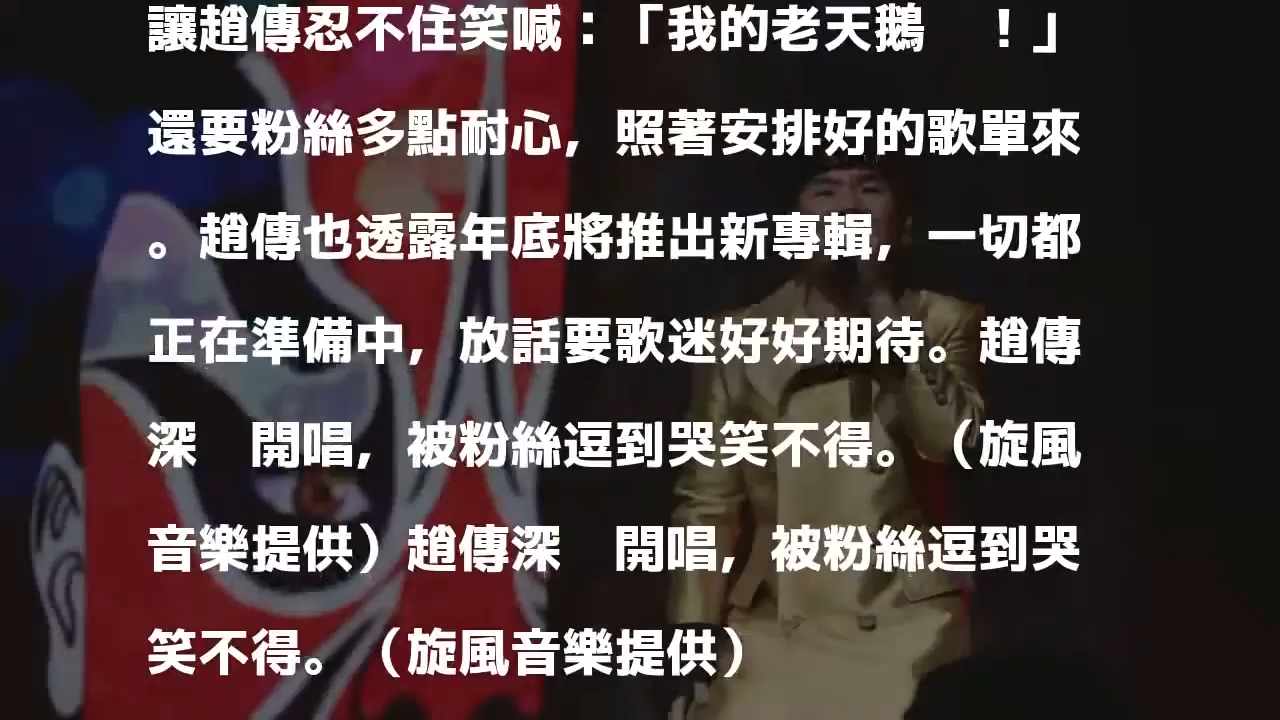 讓趙傳忍不住笑喊：「我的老天鵝　！」
還要粉絲多點耐心，照著安排好的歌單來
。趙傳也透露年底將推出新專輯，一切都
正在準備中，放話要歌迷好好期待。趙傳
深　開唱，被粉絲逗到哭笑不得。（旋風
音樂提供）趙傳深　開唱，被粉絲逗到哭
笑不得。（旋風音樂提供）